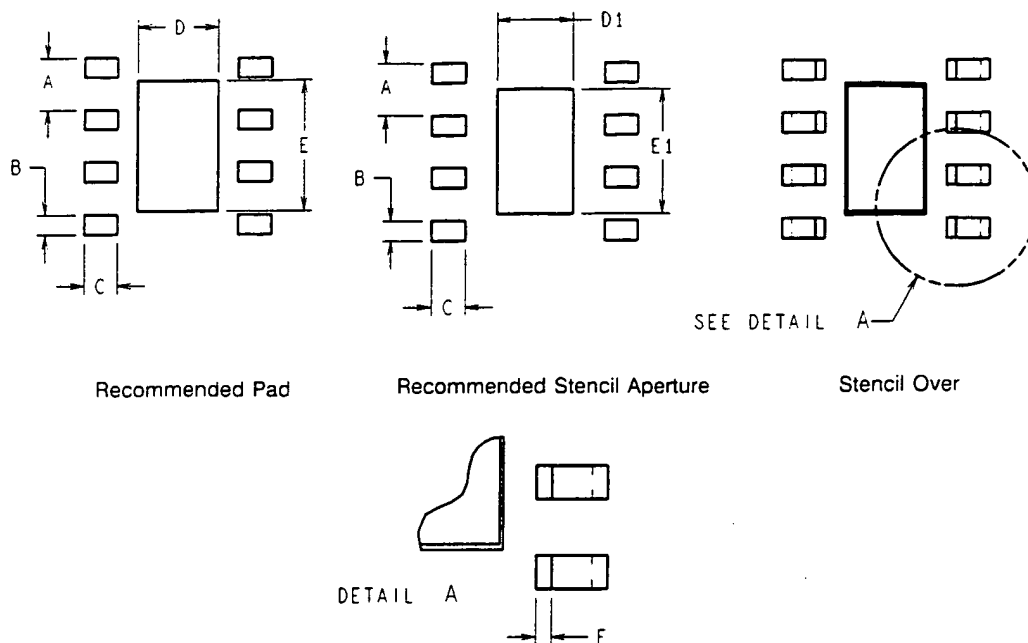 D
A
E
B
C
D1
A
E1
B
C
SEE DETAIL A
Recommended Pad
Recommended Stencil Aperture
Stencil Over
DETAIL A
F